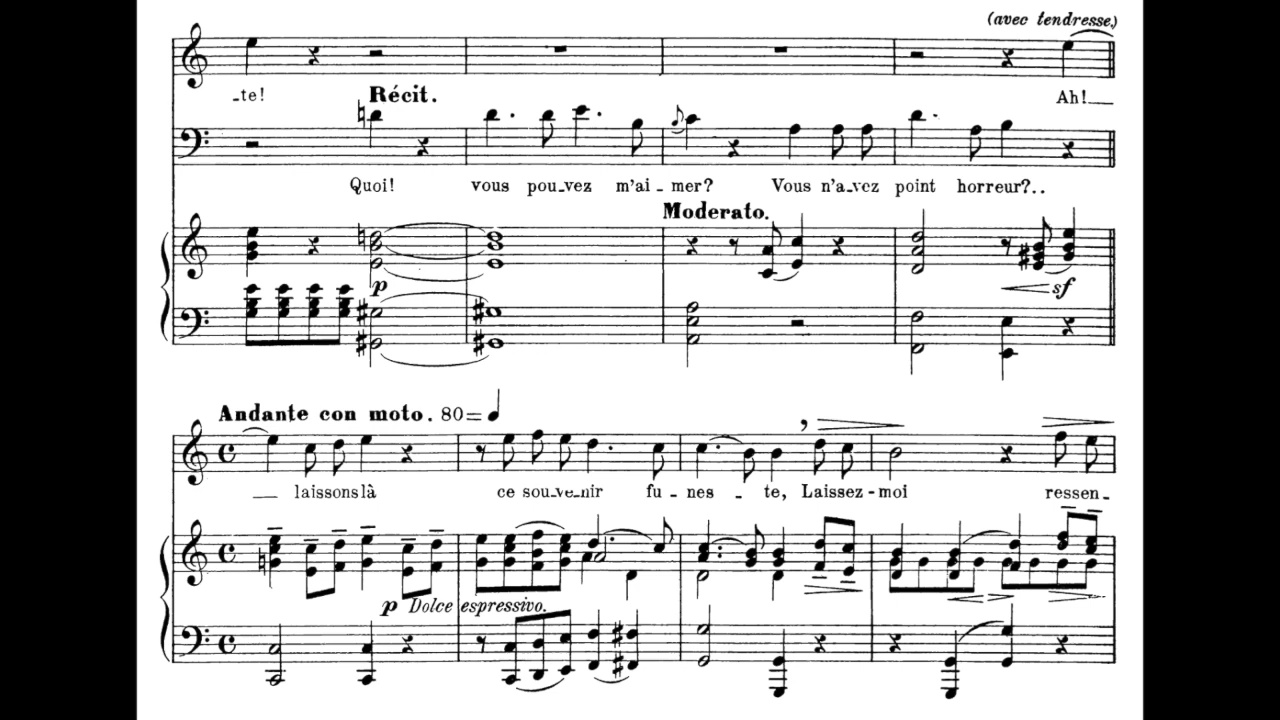 (avec tendresse.)
-te! Récit. Ah!
Quoi! vous pou-vez m'ai-mer? Vous n'a-vez point horreur?..
Moderato.
p sf
Andante con moto. 80=
laissons là ce sou-ve-nir fu-nes-te, Laissez-moi ressen-
p Dolce espressivo.